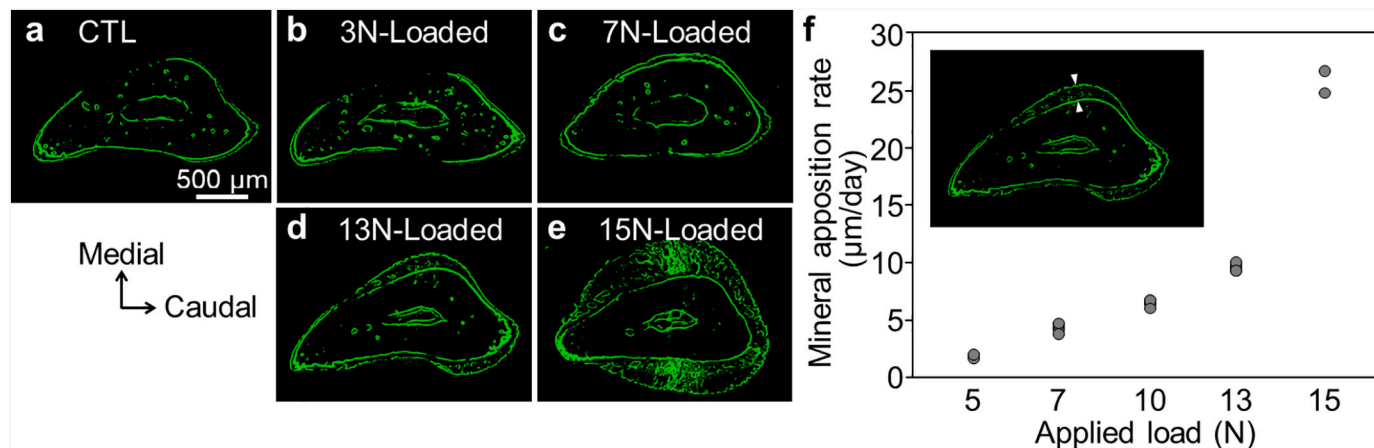 a CTL
b 3N-Loaded
c 7N-Loaded
500 µm
d 13N-Loaded
e 15N-Loaded
Medial
Caudal
f
Mineral apposition rate
(µm/day)
30
25
20
15
10
5
0
5 7 10 13 15
Applied load (N)